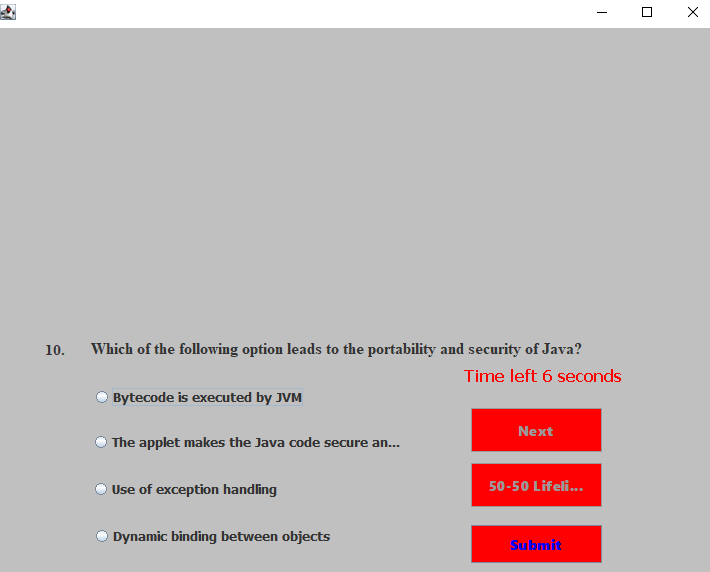 10. Which of the following option leads to the portability and security of Java?
Time left 6 seconds
Bytecode is executed by JVM
Next
The applet makes the Java code secure an...
50-50 Lifeli...
Use of exception handling
Dynamic binding between objects
Submit